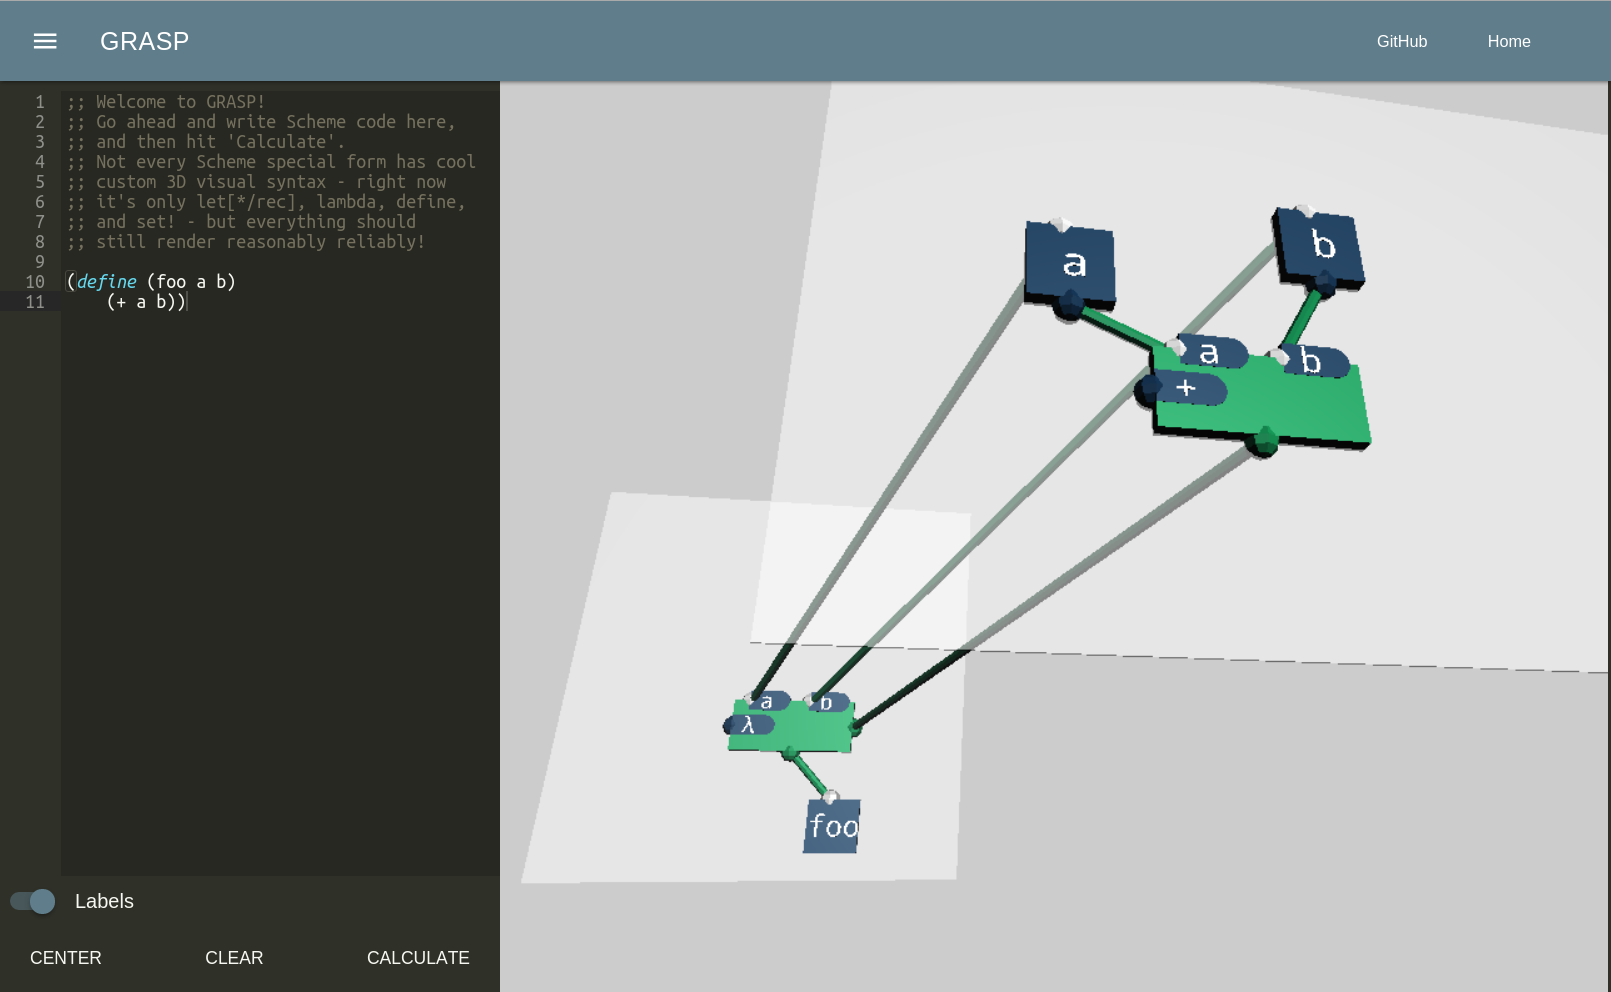 GRASP
GitHub
Home
1 ;; Welcome to GRASP!
2 ;; Go ahead and write Scheme code here,
3 ;; and then hit 'Calculate'.
4 ;; Not every Scheme special form has cool
5 ;; custom 3D visual syntax - right now
6 ;; it's only let[*/rec], lambda, define,
7 ;; and set! - but everything should
8 ;; still render reasonably reliably!
9
10 (define (foo a b)
11     (+ a b))
a
b
a
b
+
a
b
λ
foo
Labels
CENTER
CLEAR
CALCULATE